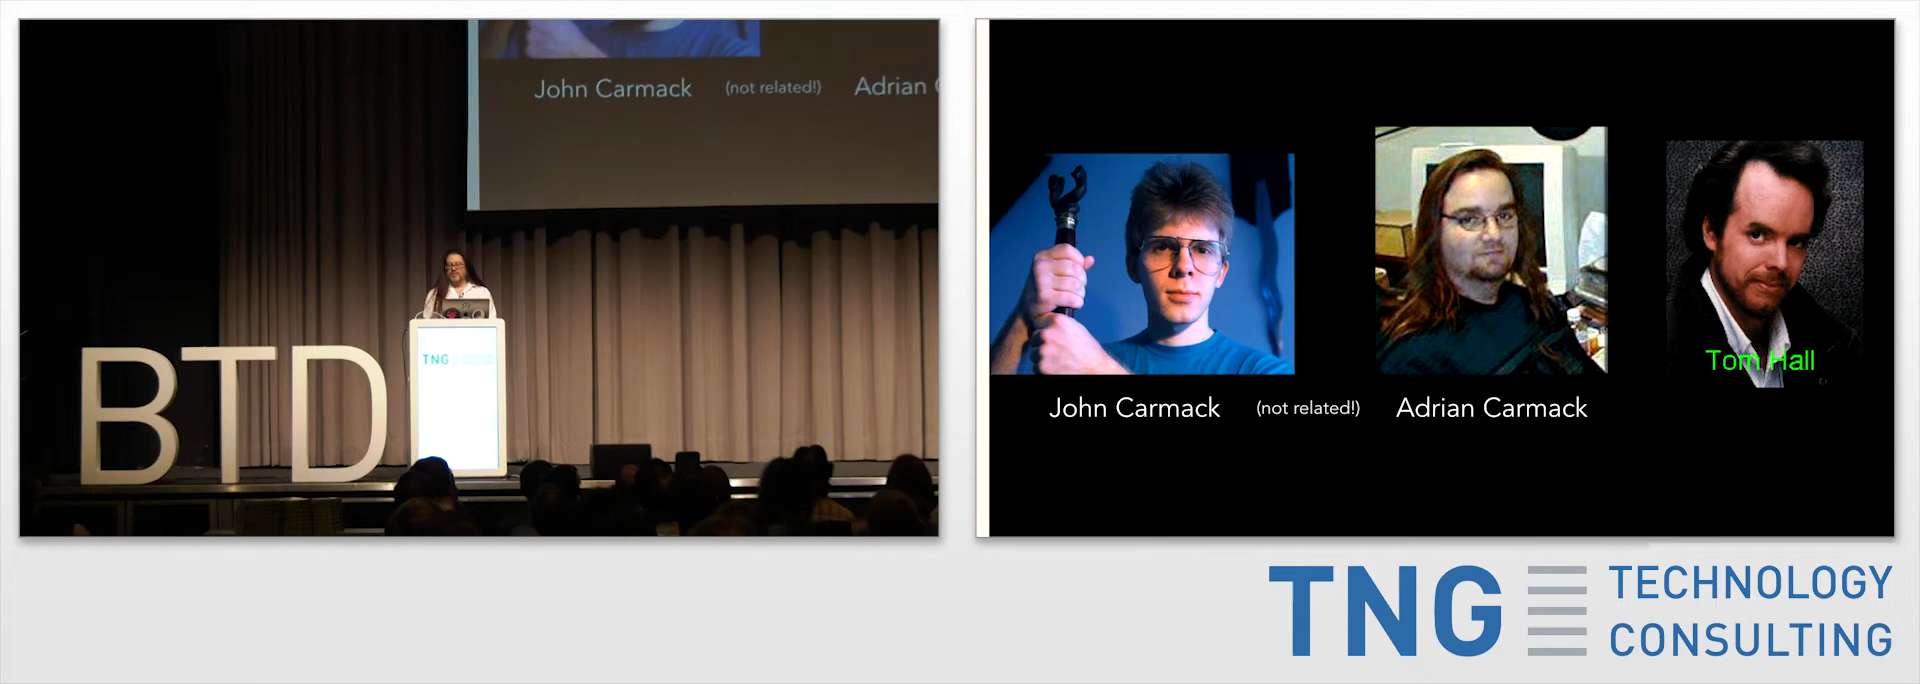 John Carmack (not related!) Adrian
TNG
BTD
Tom Hall
John Carmack (not related!) Adrian Carmack
TNG TECHNOLOGY
CONSULTING